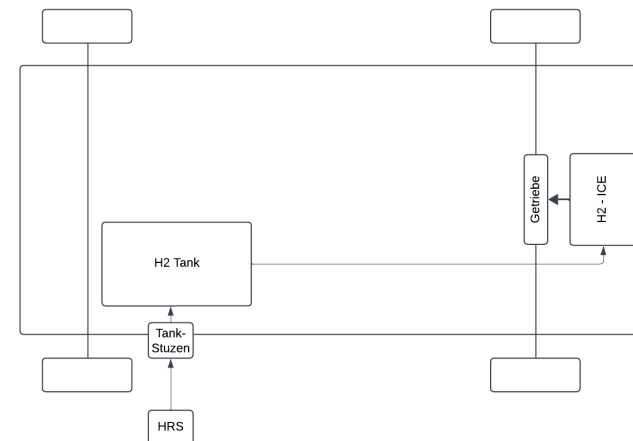 Getriebe
H2 - ICE
H2 Tank
Tank-
Stuzen
HRS